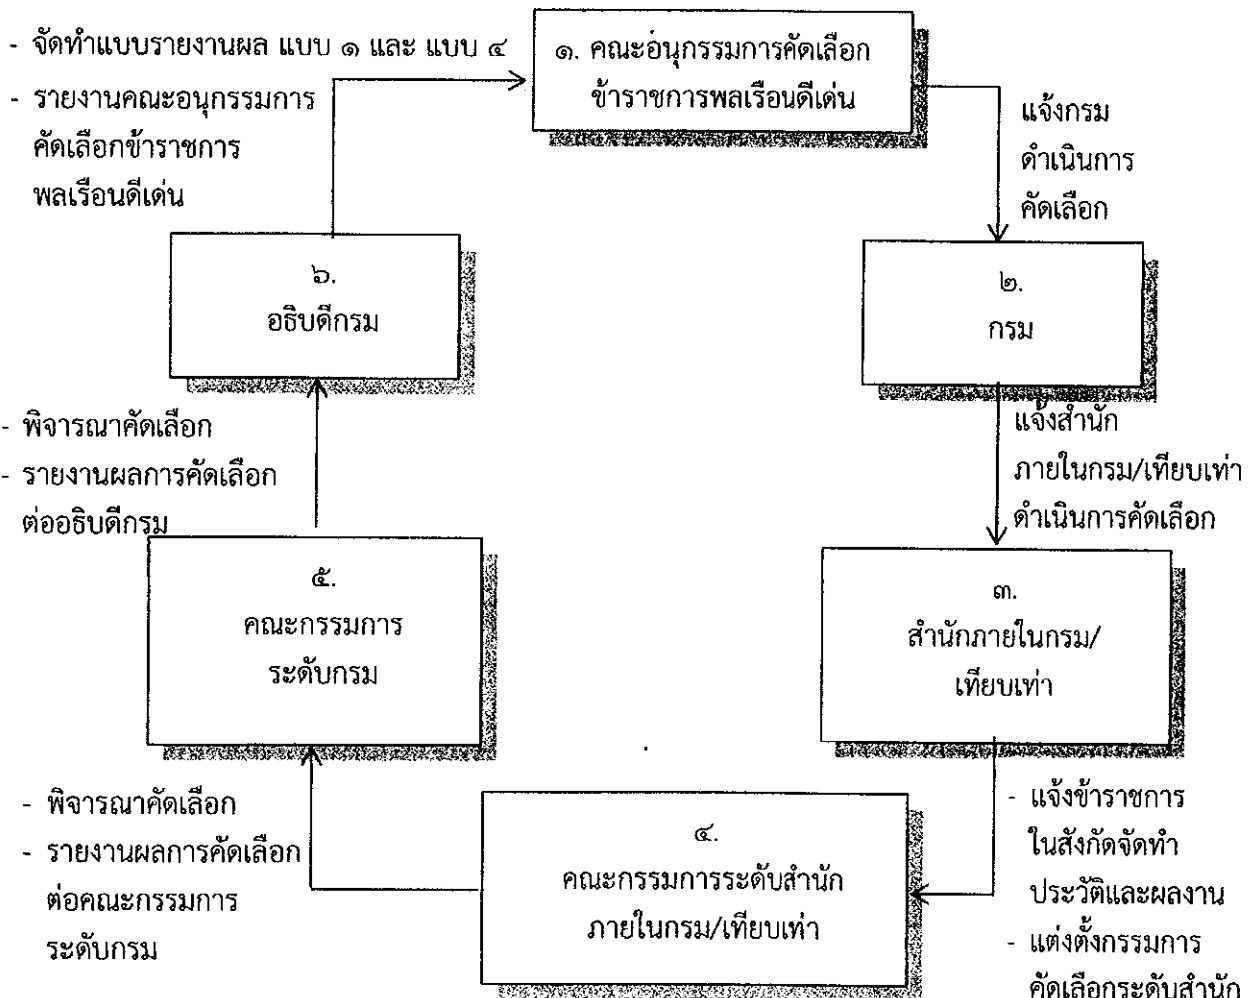 - จัดทำแบบรายงานผล แบบ ๑ และ แบบ ๔
- รายงานคณะอนุกรรมการ
คัดเลือกข้าราชการ
พลเรือนดีเด่น
๑. คณะอนุกรรมการคัดเลือก
ข้าราชการพลเรือนดีเด่น
แจ้งกรม
ดำเนินการ
คัดเลือก
๒.
กรม
แจ้งสำนัก
ภายในกรม/เทียบเท่า
ดำเนินการคัดเลือก
๓.
สำนักภายในกรม/
เทียบเท่า
- แจ้งข้าราชการ
ในสังกัดจัดทำ
ประวัติและผลงาน
- แต่งตั้งกรรมการ
คัดเลือกระดับสำนัก
๔.
คณะกรรมการระดับสำนัก
ภายในกรม/เทียบเท่า
- พิจารณาคัดเลือก
- รายงานผลการคัดเลือก
ต่อคณะกรรมการ
ระดับกรม
๕.
คณะกรรมการ
ระดับกรม
- พิจารณาคัดเลือก
- รายงานผลการคัดเลือก
ต่ออธิบดีกรม
๖.
อธิบดีกรม